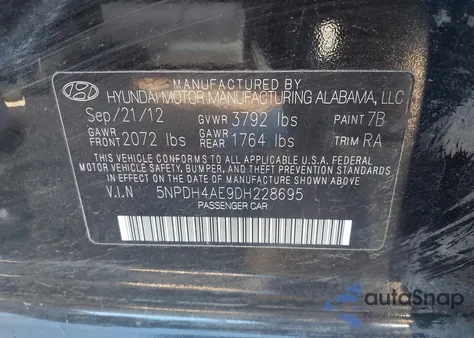 MANUFACTURED BY
HYUNDAI MOTOR MANUFACTURING ALABAMA, LLC
Sep/21/12 GVWR 3792 lbs PAINT 7B
GAWR FRONT 2072 lbs GAWR REAR 1764 lbs TRIM RA
THIS VEHICLE CONFORMS TO ALL APPLICABLE U.S.A. FEDERAL
MOTOR VEHICLE SAFETY, BUMPER, AND THEFT PREVENTION
STANDARDS IN EFFECT ON THE DATE OF MANUFACTURE SHOWN ABOVE.
V.I.N 5NPDH4AE9DH228695
PASSENGER CAR
autoSnap